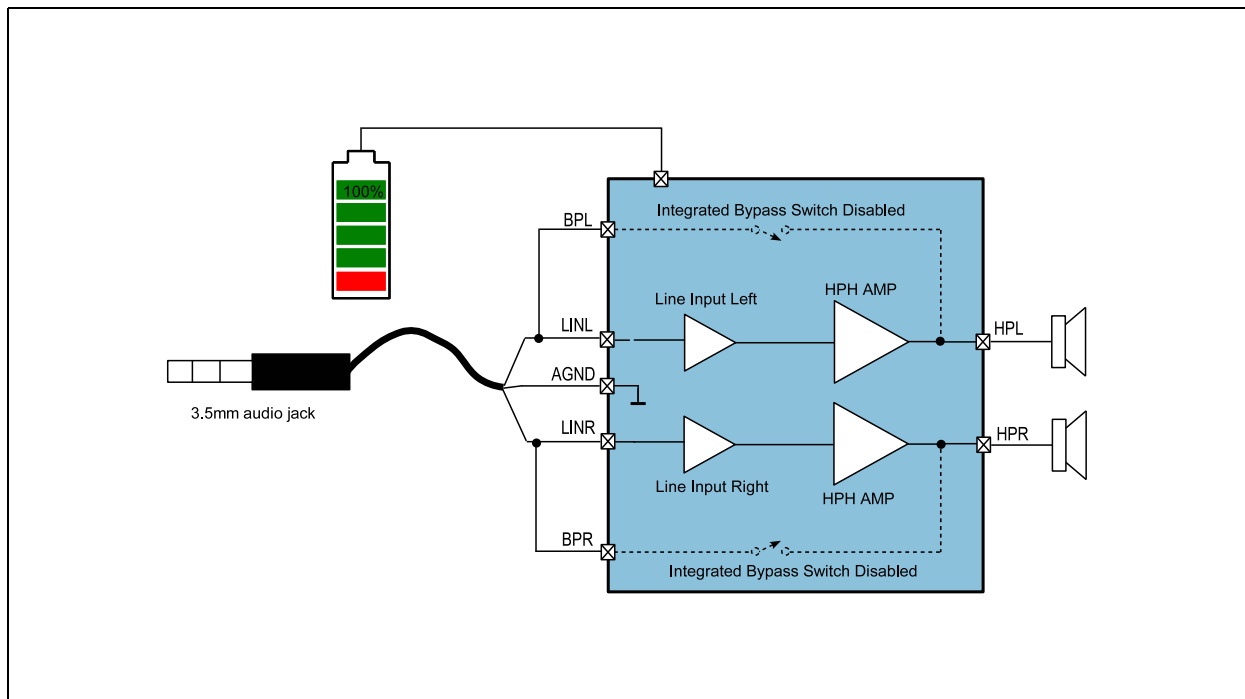 100%
Integrated Bypass Switch Disabled
BPL
Line Input Left
HPH AMP
LINL
HPL
AGND
3.5mm audio jack
LINR
HPR
Line Input Right
HPH AMP
BPR
Integrated Bypass Switch Disabled